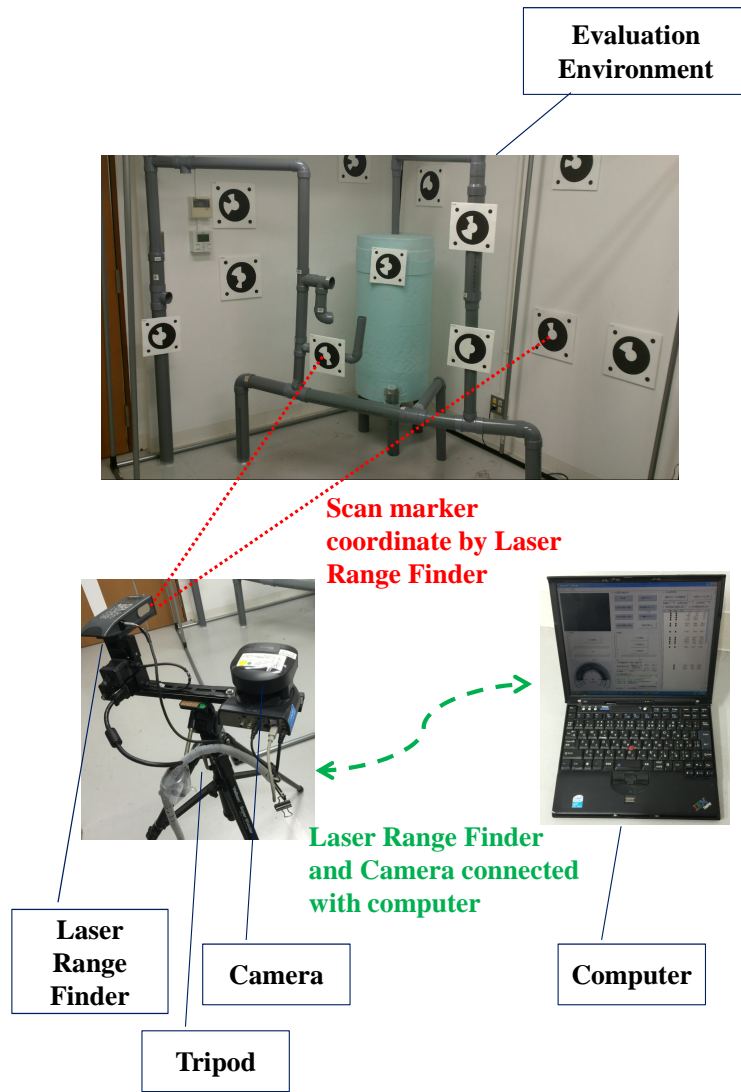 Evaluation
Environment
Scan marker
coordinate by Laser
Range Finder
Laser Range Finder
and Camera connected
with computer
Laser
Range
Finder
Camera
Computer
Tripod